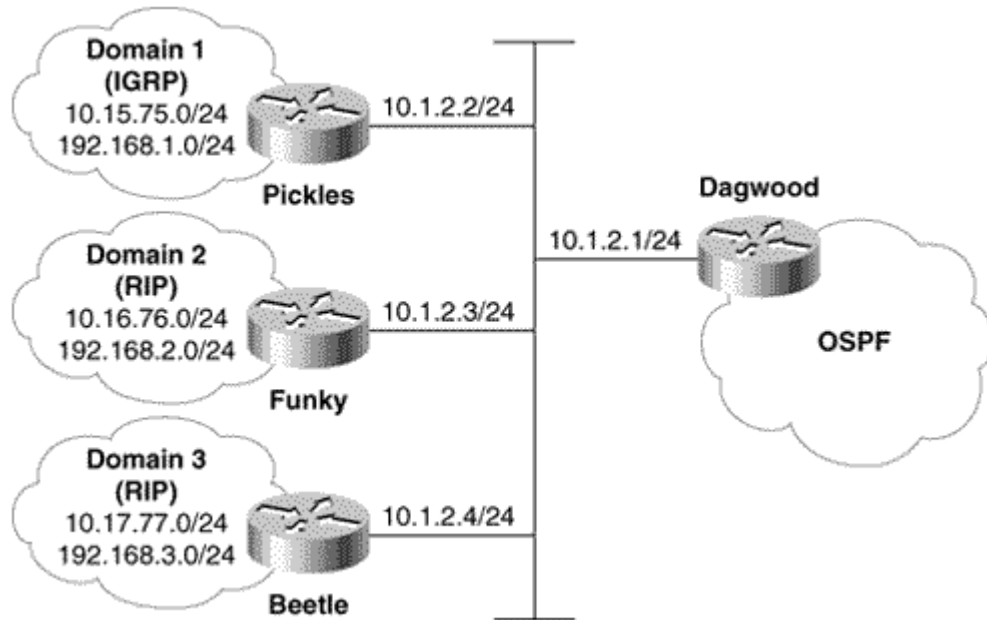 Domain 1
(IGRP)
10.15.75.0/24
192.168.1.0/24
10.1.2.2/24
Pickles
Domain 2
(RIP)
10.16.76.0/24
192.168.2.0/24
10.1.2.3/24
Funky
Domain 3
(RIP)
10.17.77.0/24
192.168.3.0/24
10.1.2.4/24
Beetle
Dagwood
10.1.2.1/24
OSPF